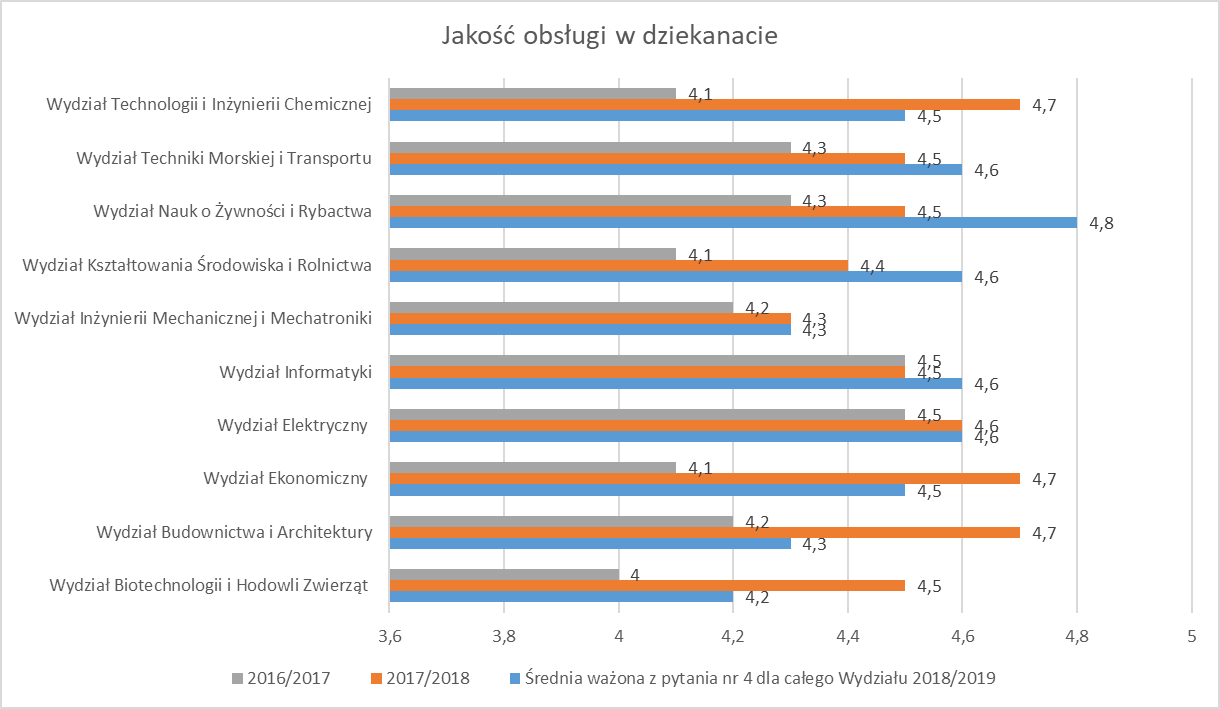 Jakość obsługi w dziekanacie
Wydział Technologii i Inżynierii Chemicznej
4,1
4,7
4,5
Wydział Techniki Morskiej i Transportu
4,3
4,5
4,6
Wydział Nauk o Żywności i Rybactwa
4,3
4,5
4,8
Wydział Kształtowania Środowiska i Rolnictwa
4,1
4,4
4,6
Wydział Inżynierii Mechanicznej i Mechatroniki
4,2
4,3
4,3
Wydział Informatyki
4,5
4,5
4,6
Wydział Elektryczny
4,5
4,6
4,6
Wydział Ekonomiczny
4,1
4,7
4,5
Wydział Budownictwa i Architektury
4,2
4,7
4,3
Wydział Biotechnologii i Hodowli Zwierząt
4
4,5
4,2
3,6 3,8 4 4,2 4,4 4,6 4,8 5
2016/2017 2017/2018 Średnia ważona z pytania nr 4 dla całego Wydziału 2018/2019